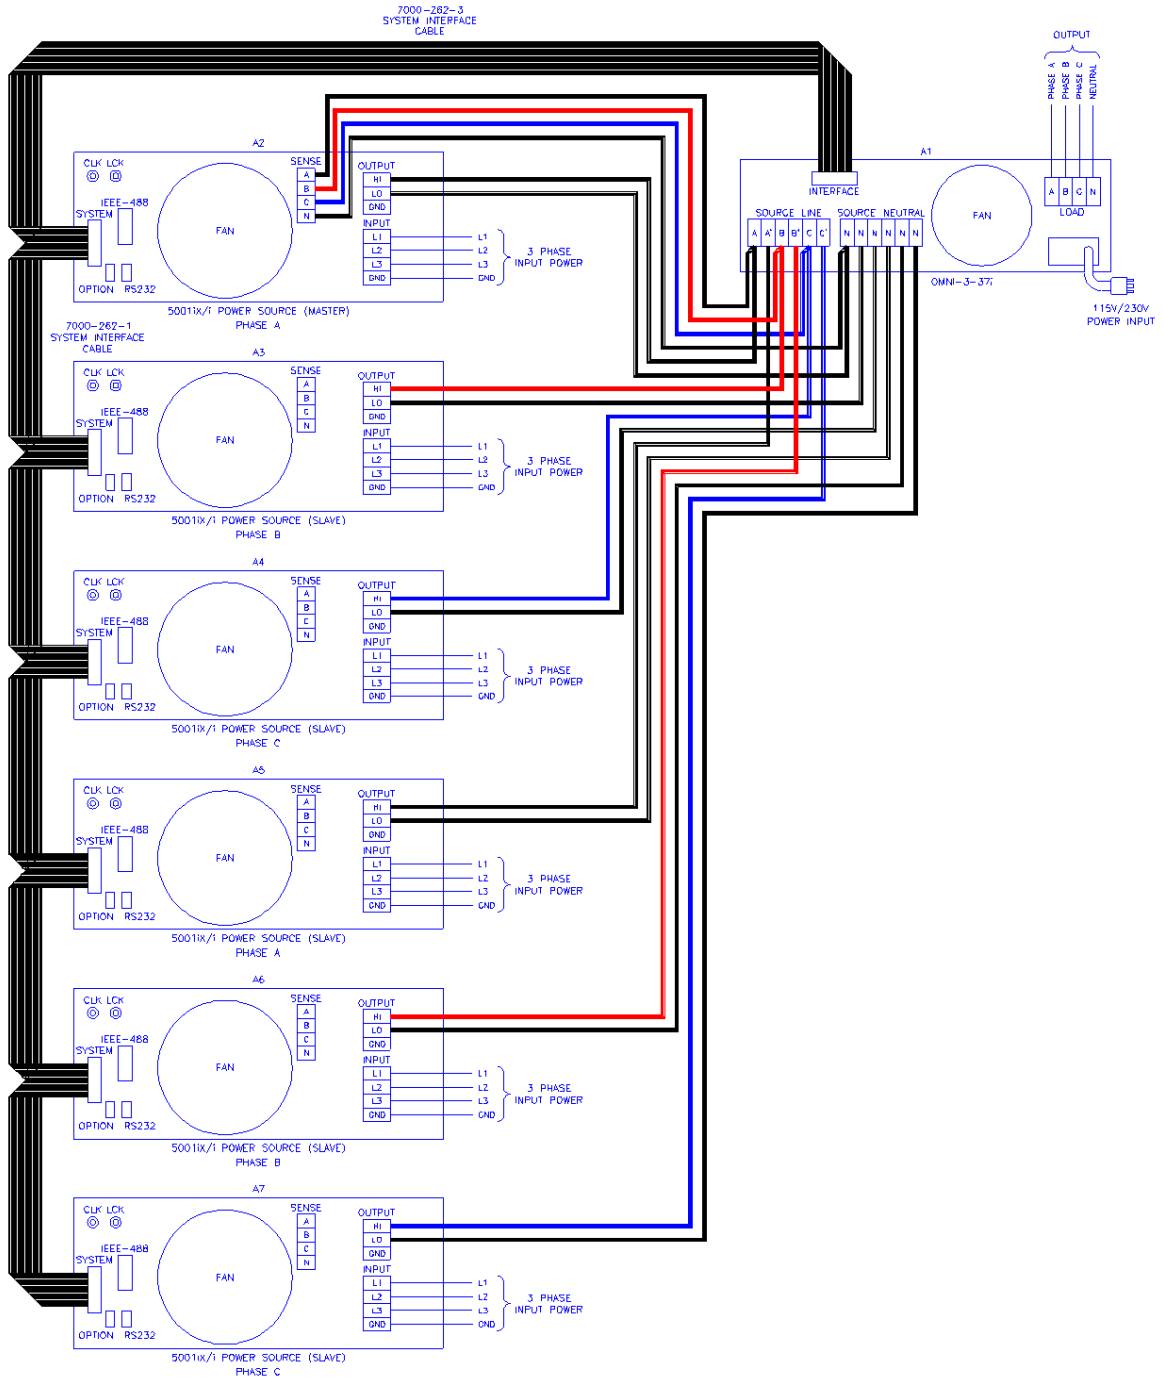 7000-262-3
SYSTEM INTERFACE
CABLE
OUTPUT
PHASE A
PHASE B
PHASE C
NEUTRAL
A1
INTERFACE
SOURCE LINE
SOURCE NEUTRAL
A A' B B' C C'
N N N N N N
FAN
A B C N
LOAD
OMNI-3-37i
115V/230V
POWER INPUT
A2
CLK LCK
SENSE
A
B
C
N
OUTPUT
HI
LO
GND
IEEE-488
SYSTEM
FAN
INPUT
L1 L1
L2 L2
L3 L3
GND GND
3 PHASE
INPUT POWER
OPTION RS232
5001iX/i POWER SOURCE (MASTER)
PHASE A
7000-262-1
SYSTEM INTERFACE
CABLE
A3
CLK LCK
SENSE
A
B
C
N
OUTPUT
HI
LO
GND
IEEE-488
SYSTEM
FAN
INPUT
L1 L1
L2 L2
L3 L3
GND GND
3 PHASE
INPUT POWER
OPTION RS232
5001iX/i POWER SOURCE (SLAVE)
PHASE B
A4
CLK LCK
SENSE
A
B
C
N
OUTPUT
HI
LO
GND
IEEE-488
SYSTEM
FAN
INPUT
L1 L1
L2 L2
L3 L3
GND GND
3 PHASE
INPUT POWER
OPTION RS232
5001iX/i POWER SOURCE (SLAVE)
PHASE C
A5
CLK LCK
SENSE
A
B
C
N
OUTPUT
HI
LO
GND
IEEE-488
SYSTEM
FAN
INPUT
L1 L1
L2 L2
L3 L3
GND GND
3 PHASE
INPUT POWER
OPTION RS232
5001iX/i POWER SOURCE (SLAVE)
PHASE A
A6
CLK LCK
SENSE
A
B
C
N
OUTPUT
HI
LO
GND
IEEE-488
SYSTEM
FAN
INPUT
L1 L1
L2 L2
L3 L3
GND GND
3 PHASE
INPUT POWER
OPTION RS232
5001iX/i POWER SOURCE (SLAVE)
PHASE B
A7
CLK LCK
SENSE
A
B
C
N
OUTPUT
HI
LO
GND
IEEE-488
SYSTEM
FAN
INPUT
L1 L1
L2 L2
L3 L3
GND GND
3 PHASE
INPUT POWER
OPTION RS232
5001iX/i POWER SOURCE (SLAVE)
PHASE C